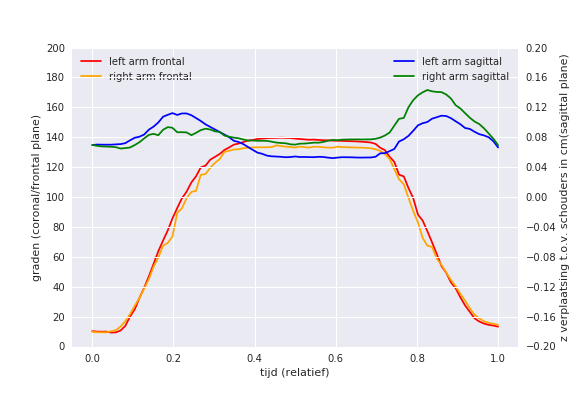 left arm frontal
right arm frontal
left arm sagittal
right arm sagittal
200
180
160
140
120
100
80
60
40
20
0
graden (coronal/frontal plane)
0.20
0.16
0.12
0.08
0.04
0.00
−0.04
−0.08
−0.12
−0.16
−0.20
z verplaatsing t.o.v. schouders in cm(sagittal plane)
0.0 0.2 0.4 0.6 0.8 1.0
tijd (relatief)